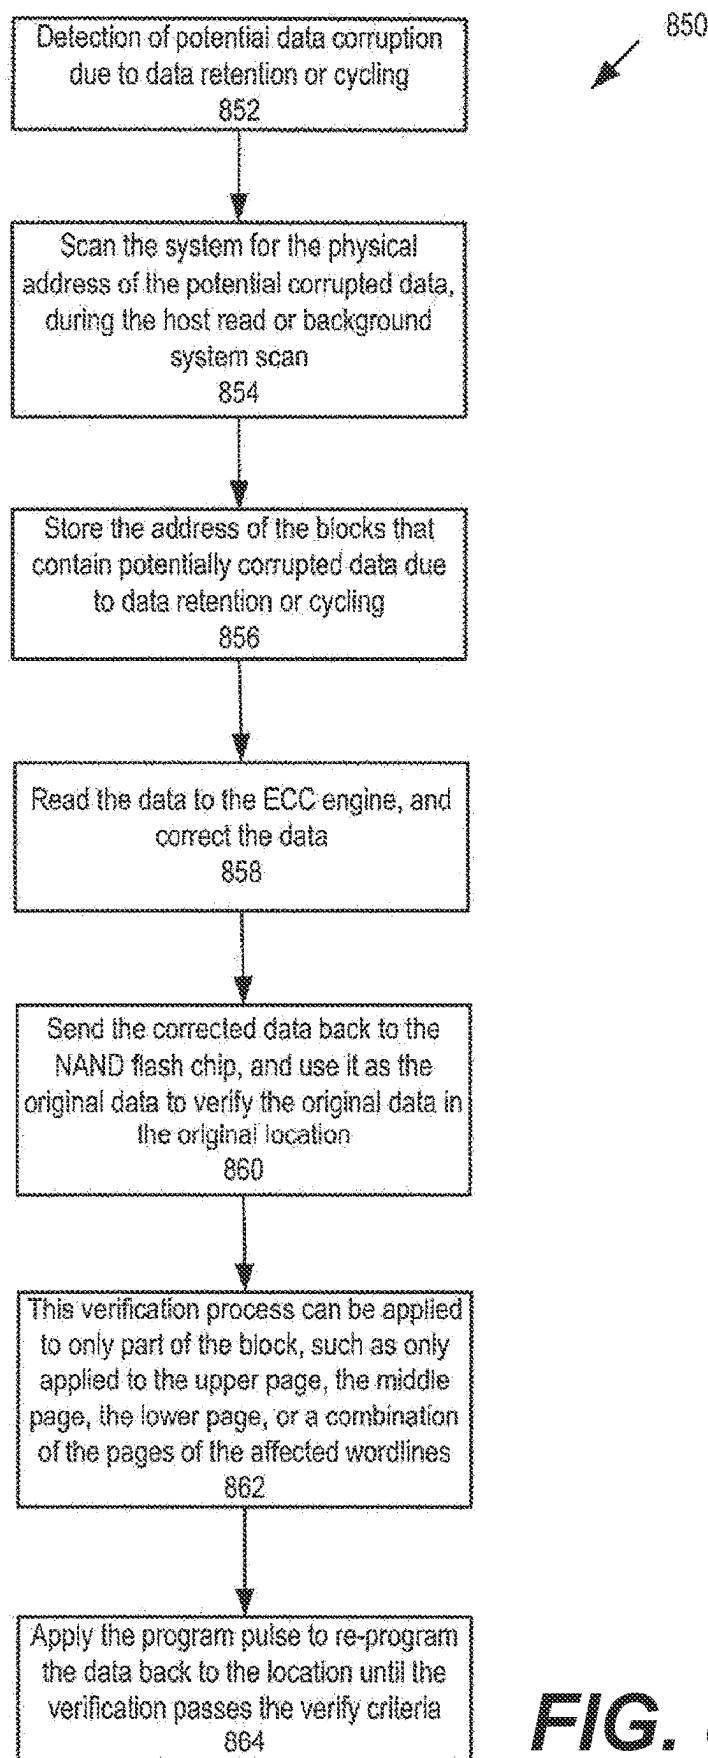 850
Detection of potential data corruption
due to data retention or cycling
852
Scan the system for the physical
address of the potential corrupted data,
during the host read or background
system scan
854
Store the address of the blocks that
contain potentially corrupted data due
to data retention or cycling
856
Read the data to the ECC engine, and
correct the data
858
Send the corrected data back to the
NAND flash chip, and use it as the
original data to verify the original data in
the original location
860
This verification process can be applied
to only part of the block, such as only
applied to the upper page, the middle
page, the lower page, or a combination
of the pages of the affected wordlines
862
Apply the program pulse to re-program
the data back to the location until the
verification passes the verify criteria
864
FIG.